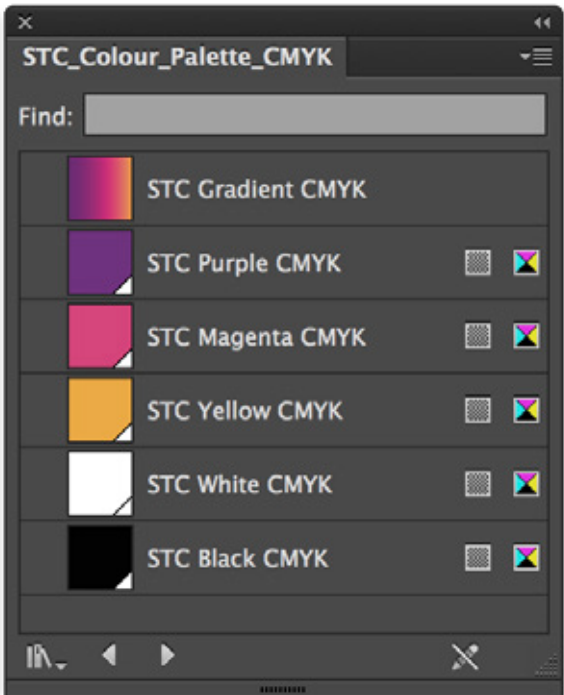 STC_Colour_Palette_CMYK
Find:
STC Gradient CMYK
STC Purple CMYK
STC Magenta CMYK
STC Yellow CMYK
STC White CMYK
STC Black CMYK